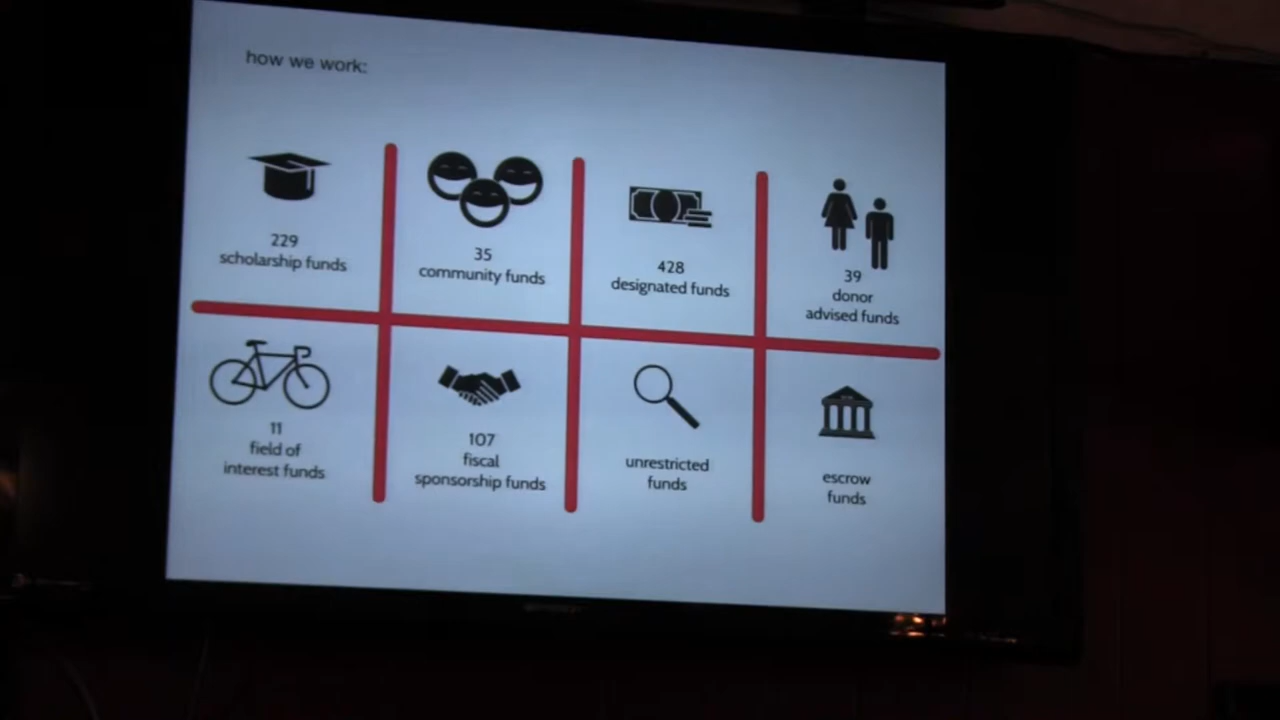 how we work:
229
scholarship funds
35
community funds
428
designated funds
39
donor
advised funds
11
field of
interest funds
107
fiscal
sponsorship funds
unrestricted
funds
escrow
funds